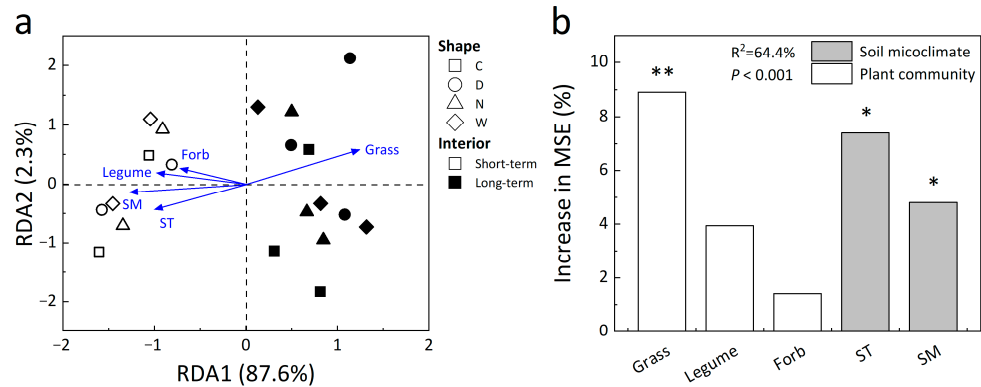 a
RDA2 (2.3%)
2
1
0
−1
−2
−2
−1
0
1
2
RDA1 (87.6%)
Forb
Legume
SM
ST
Grass
Shape
C
D
N
W
Interior
Short-term
Long-term
b
Increase in MSE (%)
10
8
6
4
2
0
R²=64.4%
P < 0.001
Soil micoclimate
Plant community
**
*
*
Grass
Legume
Forb
ST
SM